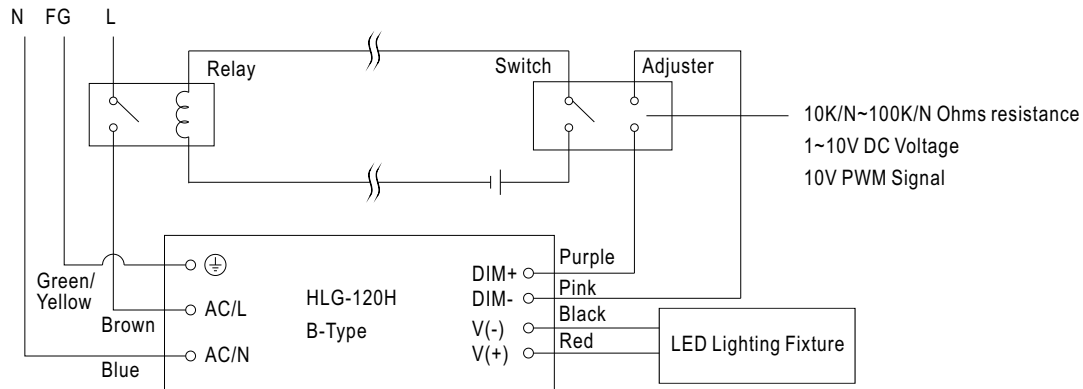 N FG L
Relay
Switch
Adjuster
10K/N~100K/N Ohms resistance
1~10V DC Voltage
10V PWM Signal
Green/
Yellow
Brown
Blue
AC/L
AC/N
HLG-120H
B-Type
DIM+
DIM-
V(-)
V(+)
Purple
Pink
Black
Red
LED Lighting Fixture